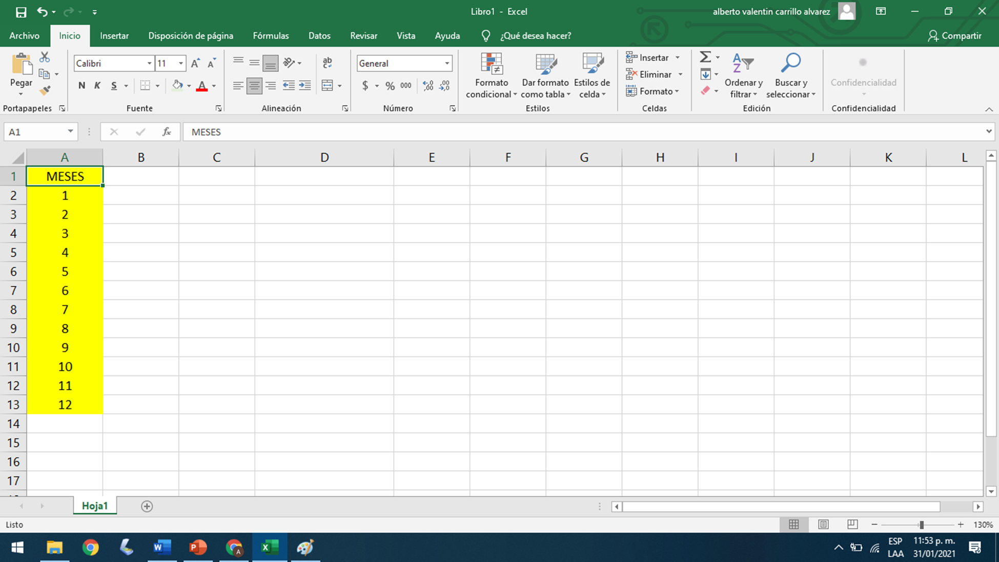 Libro1 - Excel
alberto valentin carrillo alvarez
Archivo Inicio Insertar Disposición de página Fórmulas Datos Revisar Vista Ayuda ¿Qué desea hacer? Compartir
Pegar
Portapapeles
Calibri 11
N K S
Fuente
ab
c
Alineación
General
$ % 000
Número
Formato condicional
Dar formato como tabla
Estilos de celda
Estilos
Insertar
Eliminar
Formato
Celdas
Ordenar y filtrar
Buscar y seleccionar
Edición
Confidencialidad
Confidencialidad
A1 fx MESES
A B C D E F G H I J K L
1 MESES
2 1
3 2
4 3
5 4
6 5
7 6
8 7
9 8
10 9
11 10
12 11
13 12
14
15
16
17
Hoja1
Listo
130%
ESP
LAA
11:53 p. m.
31/01/2021